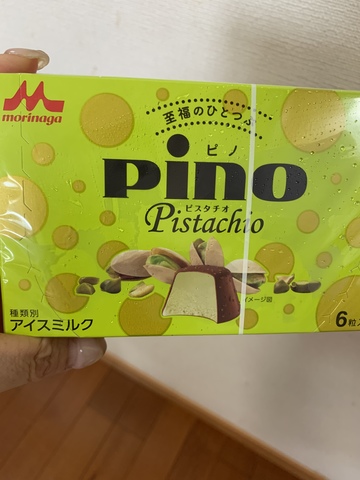 morinaga
至福のひとつぶ
ピノ
pino
ピスタチオ
Pistachio
イメージ図
種類別
アイスミルク
6粒